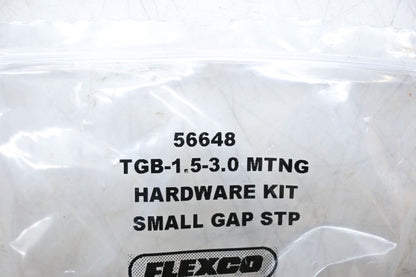 56648
TGB-1.5-3.0 MTNG
HARDWARE KIT
SMALL GAP STP
FLEXCO